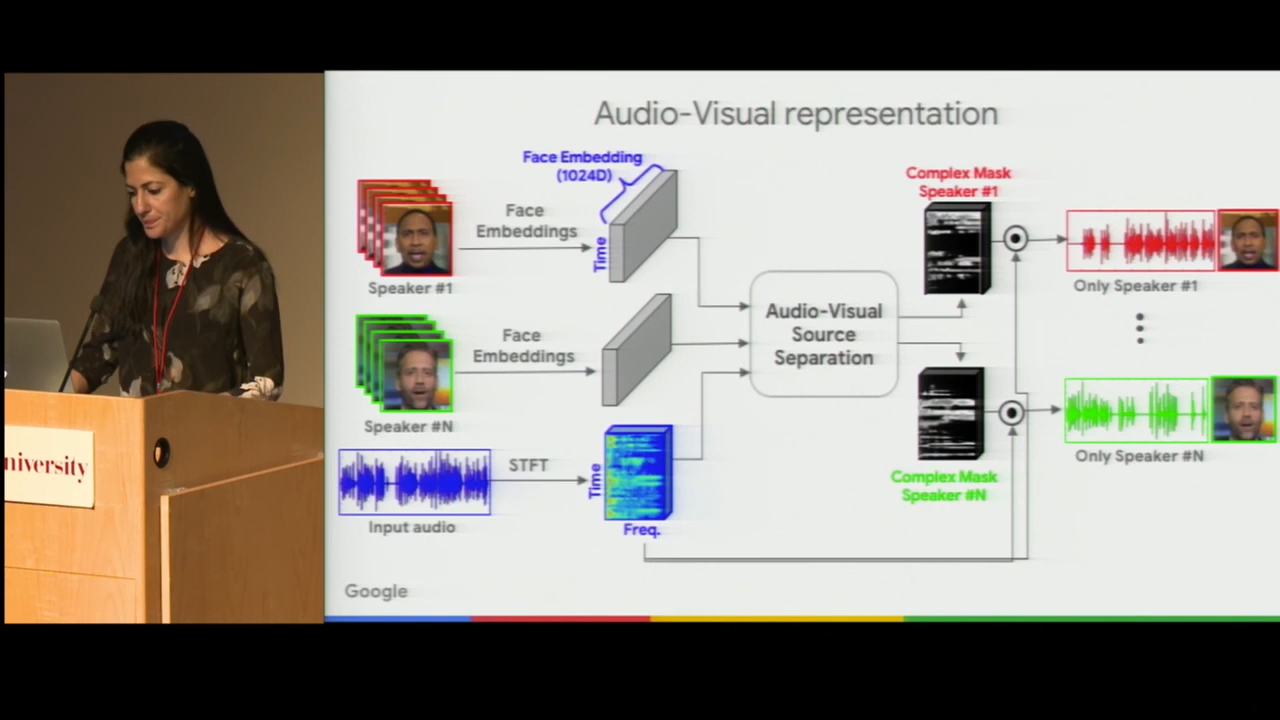 Audio-Visual representation
Face Embedding
(1024D)
Time
Face
Embeddings
Speaker #1
Face
Embeddings
Speaker #N
STFT
Input audio
Time
Freq.
Audio-Visual
Source
Separation
Complex Mask
Speaker #1
Only Speaker #1
Complex Mask
Speaker #N
Only Speaker #N
Google
niversity